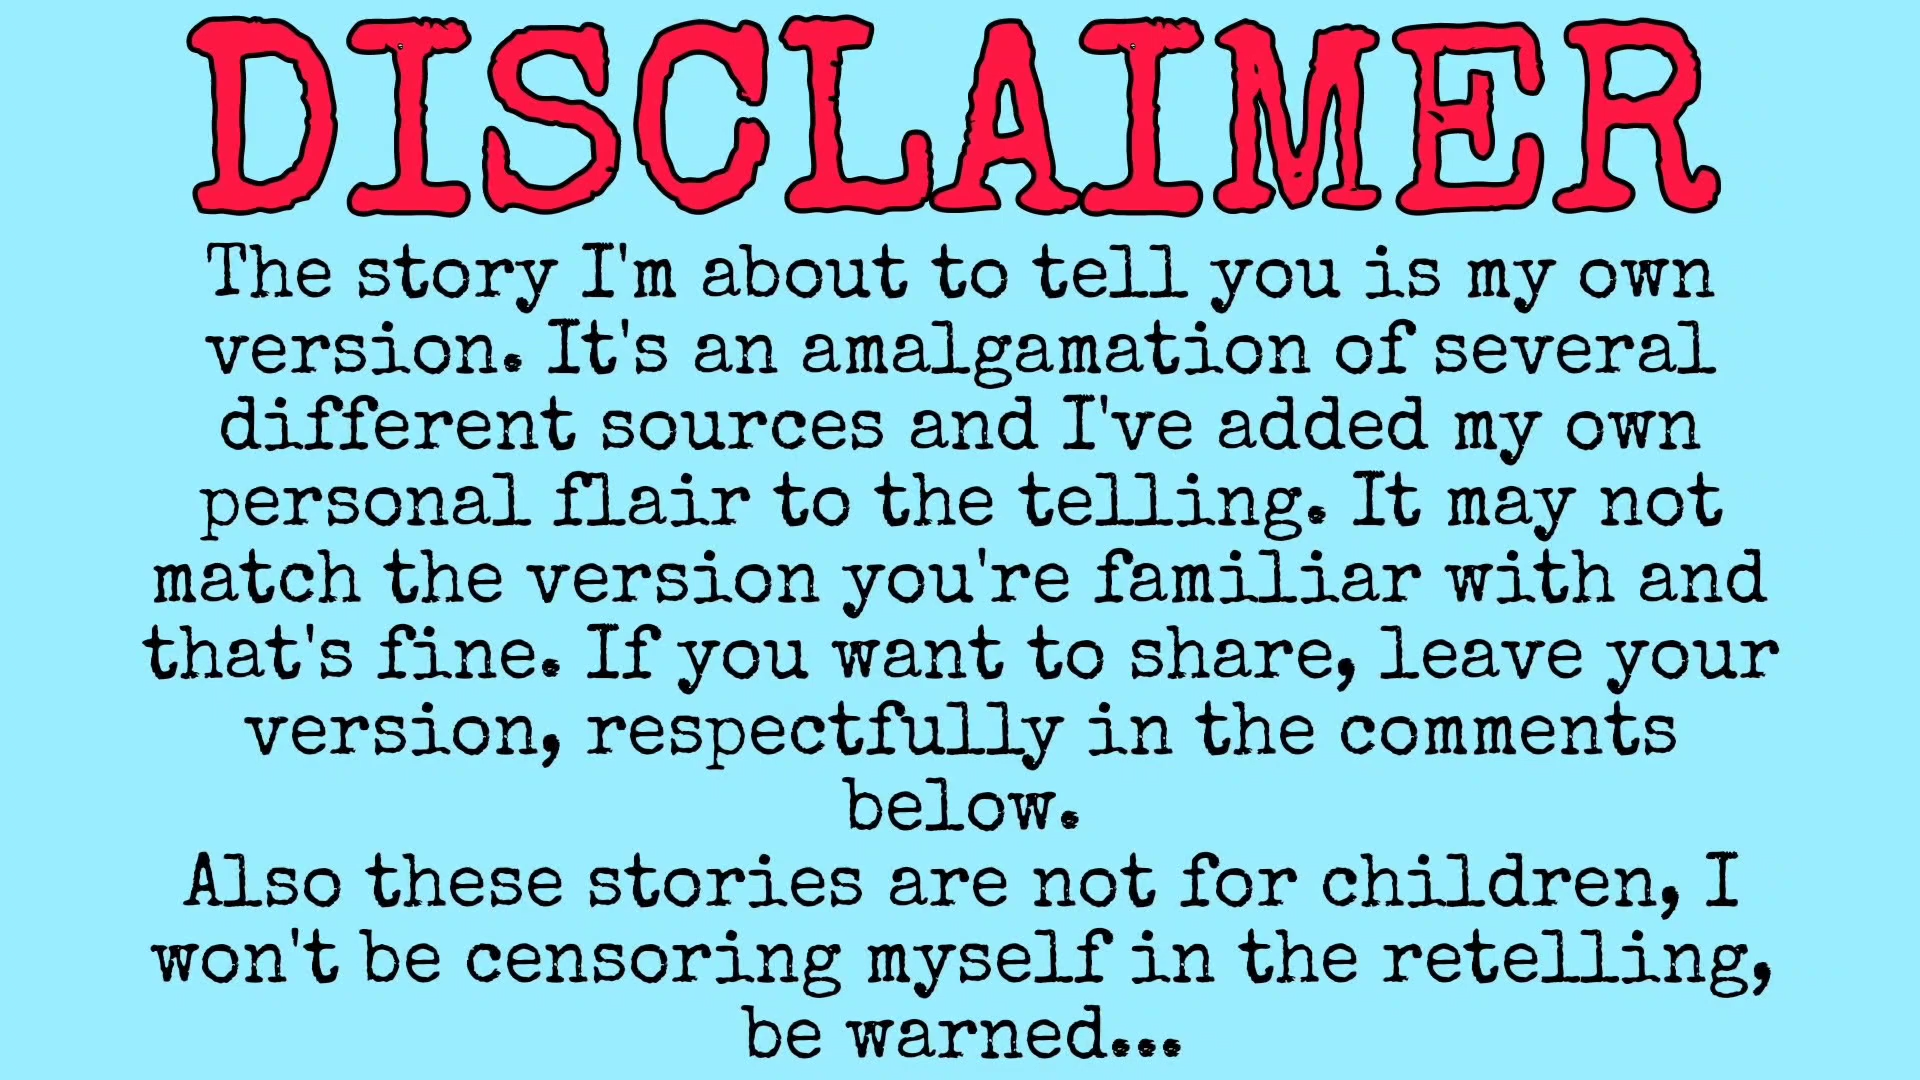 DISCLAIMER
The story I'm about to tell you is my own
version. It's an amalgamation of several
different sources and I've added my own
personal flair to the telling. It may not
match the version you're familiar with and
that's fine. If you want to share, leave your
version, respectfully in the comments
below.
Also these stories are not for children, I
won't be censoring myself in the retelling,
be warned...